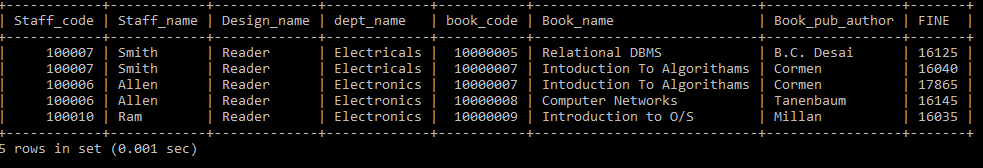 +------------+------------+-------------+-------------+-----------+----------------------------+-----------------+-------+
| Staff_code | Staff_name | Design_name | dept_name | book_code | Book_name | Book_pub_author | FINE |
+------------+------------+-------------+-------------+-----------+----------------------------+-----------------+-------+
| 100007 | Smith | Reader | Electricals | 10000005 | Relational DBMS | B.C. Desai | 16125 |
| 100007 | Smith | Reader | Electricals | 10000007 | Intoduction To Algorithams | Cormen | 16040 |
| 100006 | Allen | Reader | Electronics | 10000007 | Intoduction To Algorithams | Cormen | 17865 |
| 100006 | Allen | Reader | Electronics | 10000008 | Computer Networks | Tanenbaum | 16145 |
| 100010 | Ram | Reader | Electronics | 10000009 | Introduction to O/S | Millan | 16035 |
+------------+------------+-------------+-------------+-----------+----------------------------+-----------------+-------+
5 rows in set (0.001 sec)